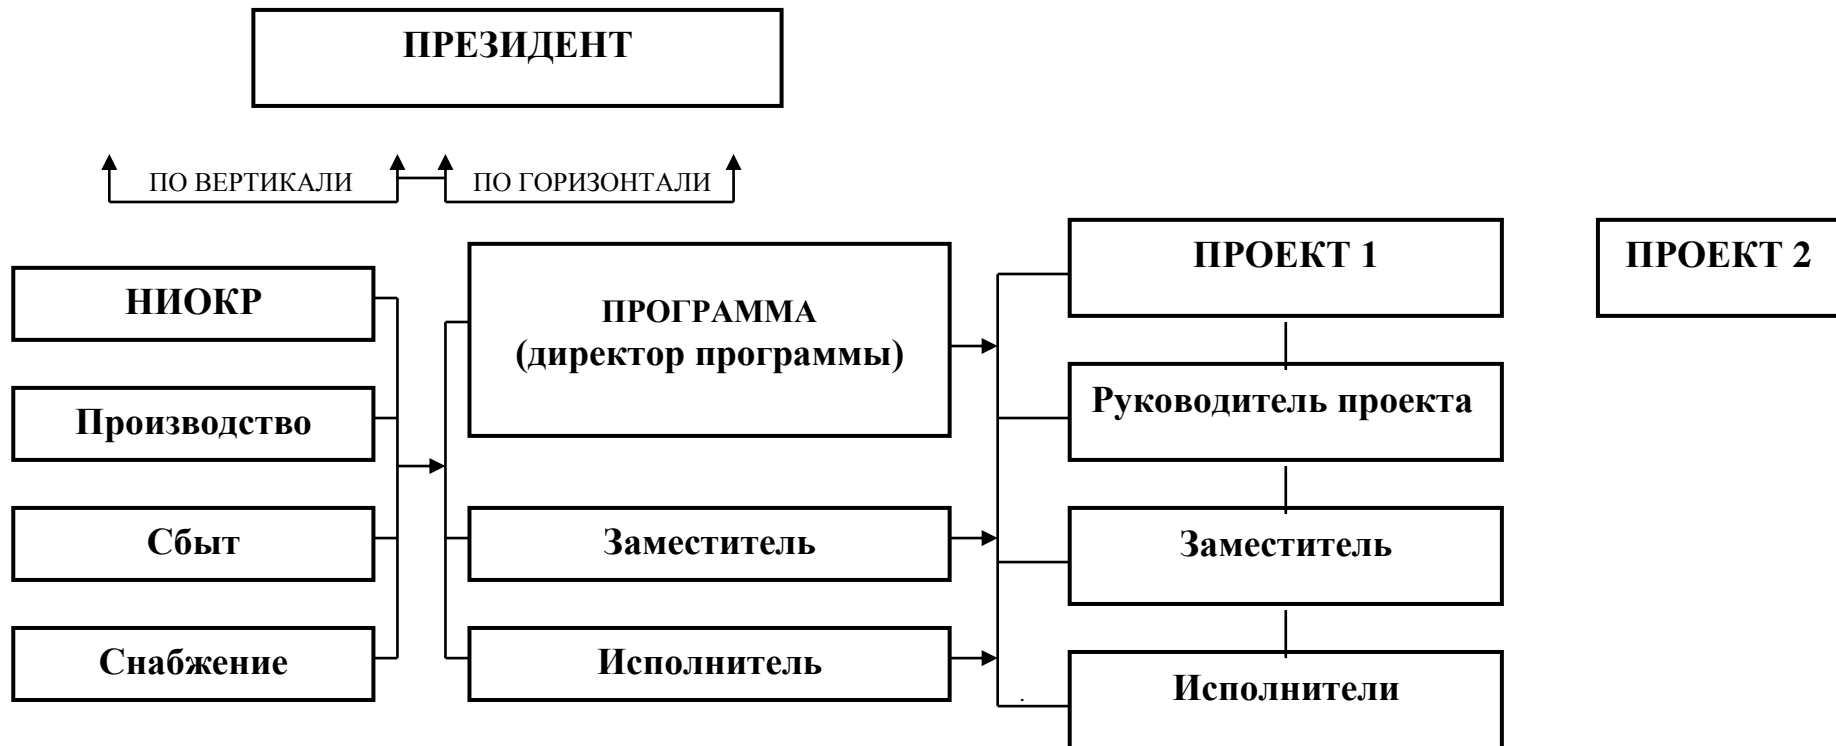 ПРЕЗИДЕНТ
ПО ВЕРТИКАЛИ
ПО ГОРИЗОНТАЛИ
НИОКР
Производство
Сбыт
Снабжение
ПРОГРАММА
(директор программы)
Заместитель
Исполнитель
ПРОЕКТ 1
Руководитель проекта
Заместитель
Исполнители
ПРОЕКТ 2